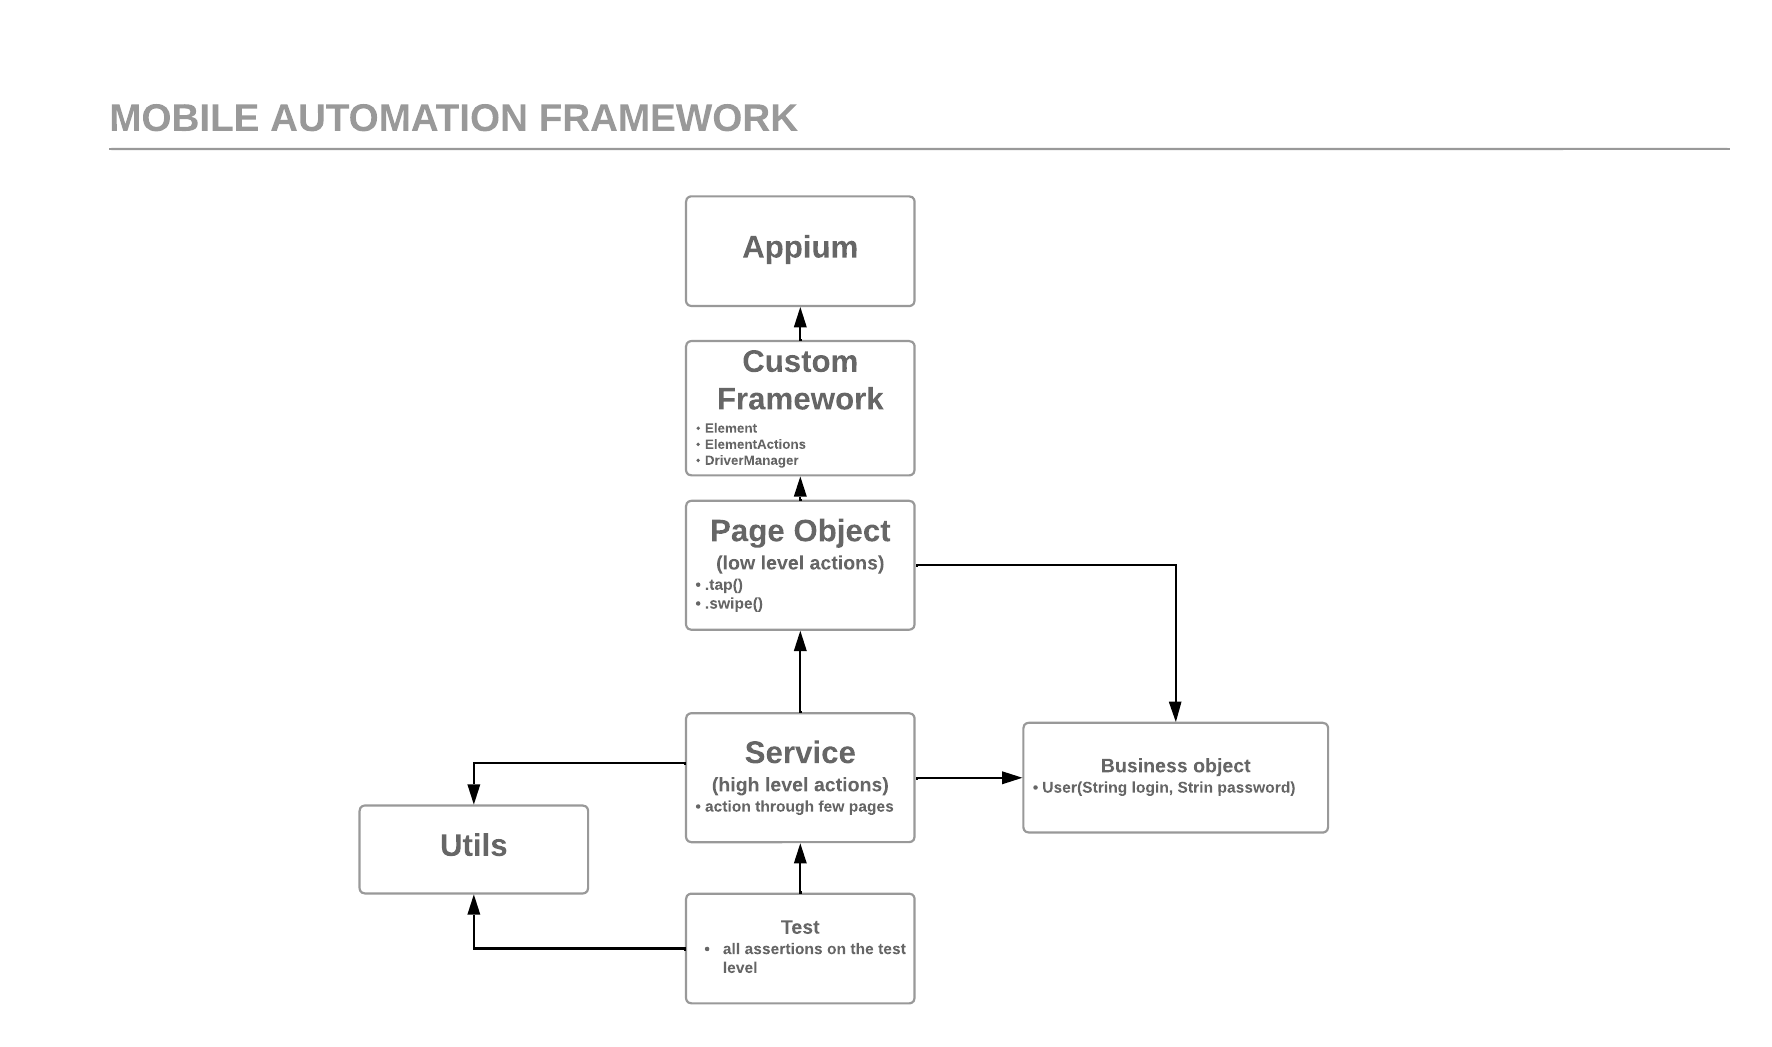 MOBILE AUTOMATION FRAMEWORK
Appium
Custom
Framework
• Element
• ElementActions
• DriverManager
Page Object
(low level actions)
• .tap()
• .swipe()
Service
(high level actions)
• action through few pages
Business object
• User(String login, Strin password)
Utils
Test
• all assertions on the test
level